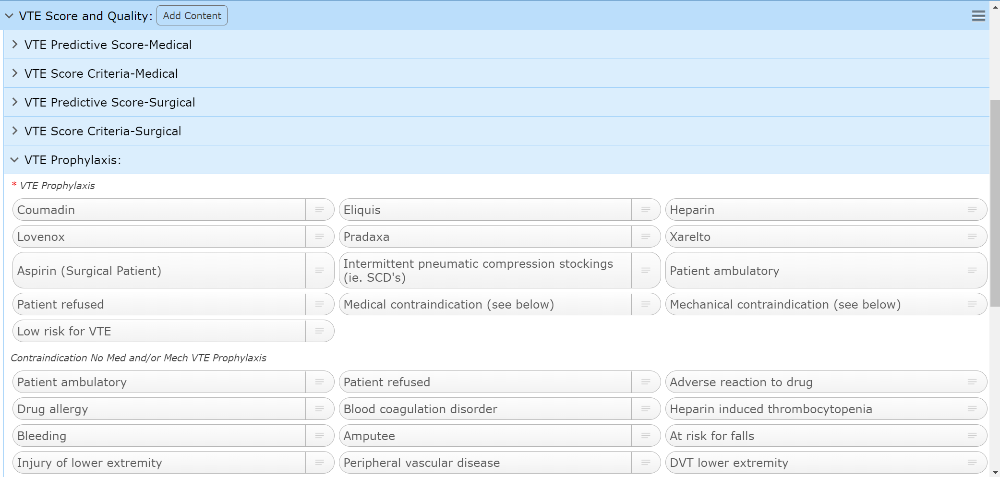 VTE Score and Quality: Add Content
VTE Predictive Score-Medical
VTE Score Criteria-Medical
VTE Predictive Score-Surgical
VTE Score Criteria-Surgical
VTE Prophylaxis:
* VTE Prophylaxis
Coumadin Eliquis Heparin
Lovenox Pradaxa Xarelto
Aspirin (Surgical Patient) Intermittent pneumatic compression stockings
(ie. SCD's) Patient ambulatory
Patient refused Medical contraindication (see below) Mechanical contraindication (see below)
Low risk for VTE
Contraindication No Med and/or Mech VTE Prophylaxis
Patient ambulatory Patient refused Adverse reaction to drug
Drug allergy Blood coagulation disorder Heparin induced thrombocytopenia
Bleeding Amputee At risk for falls
Injury of lower extremity Peripheral vascular disease DVT lower extremity